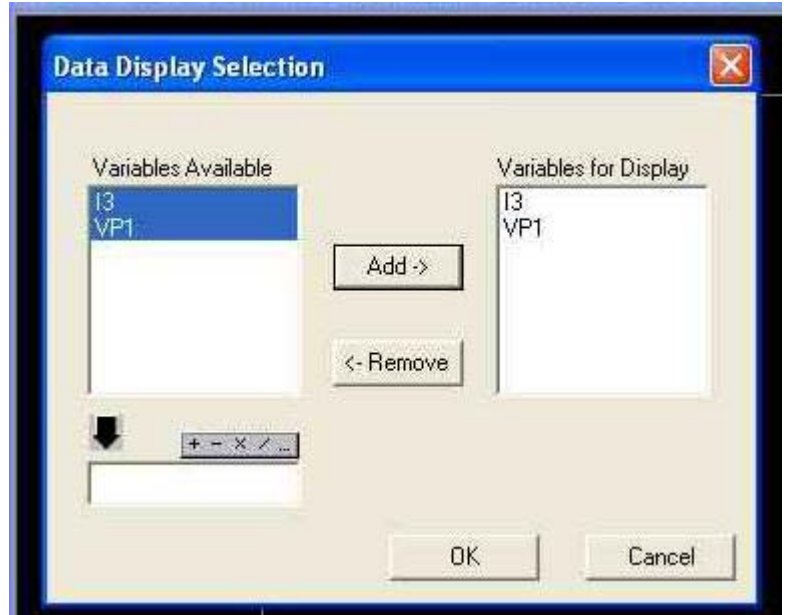 Data Display Selection
Variables Available
I3
VP1
Add ->
<- Remove
Variables for Display
I3
VP1
+ - × / ...
OK
Cancel